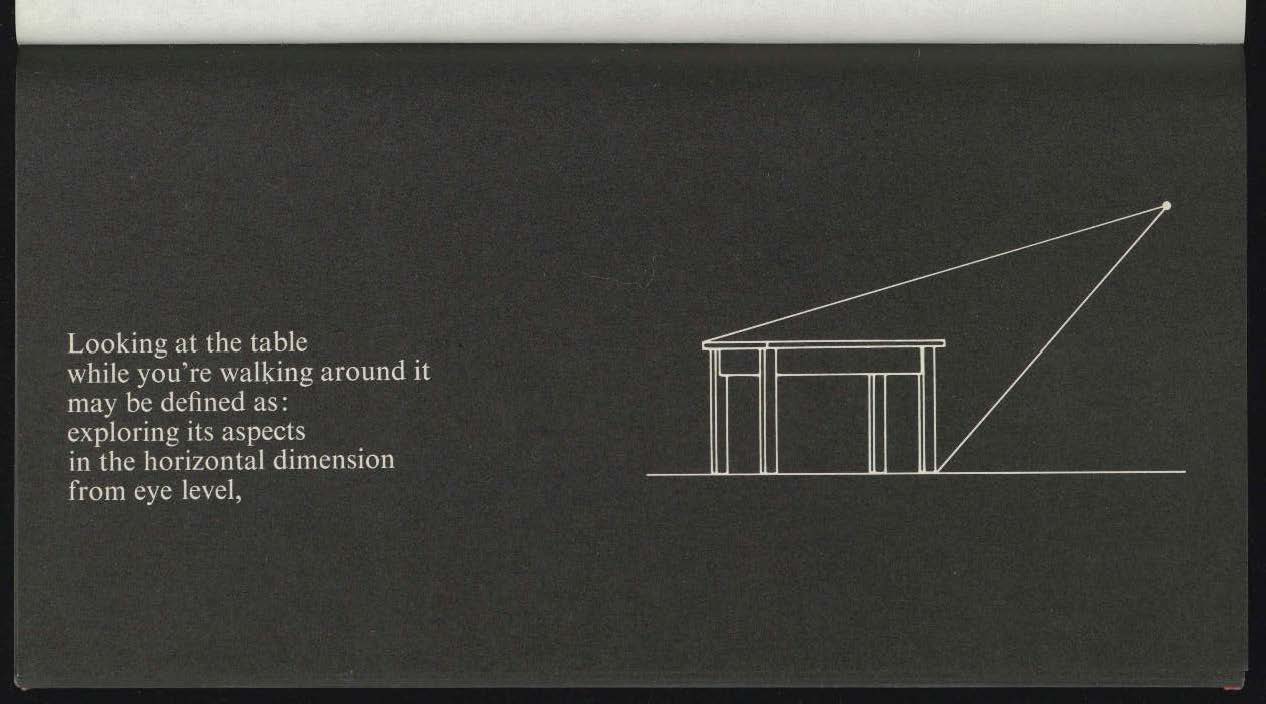 Looking at the table
while you're walking around it
may be defined as:
exploring its aspects
in the horizontal dimension
from eye level,